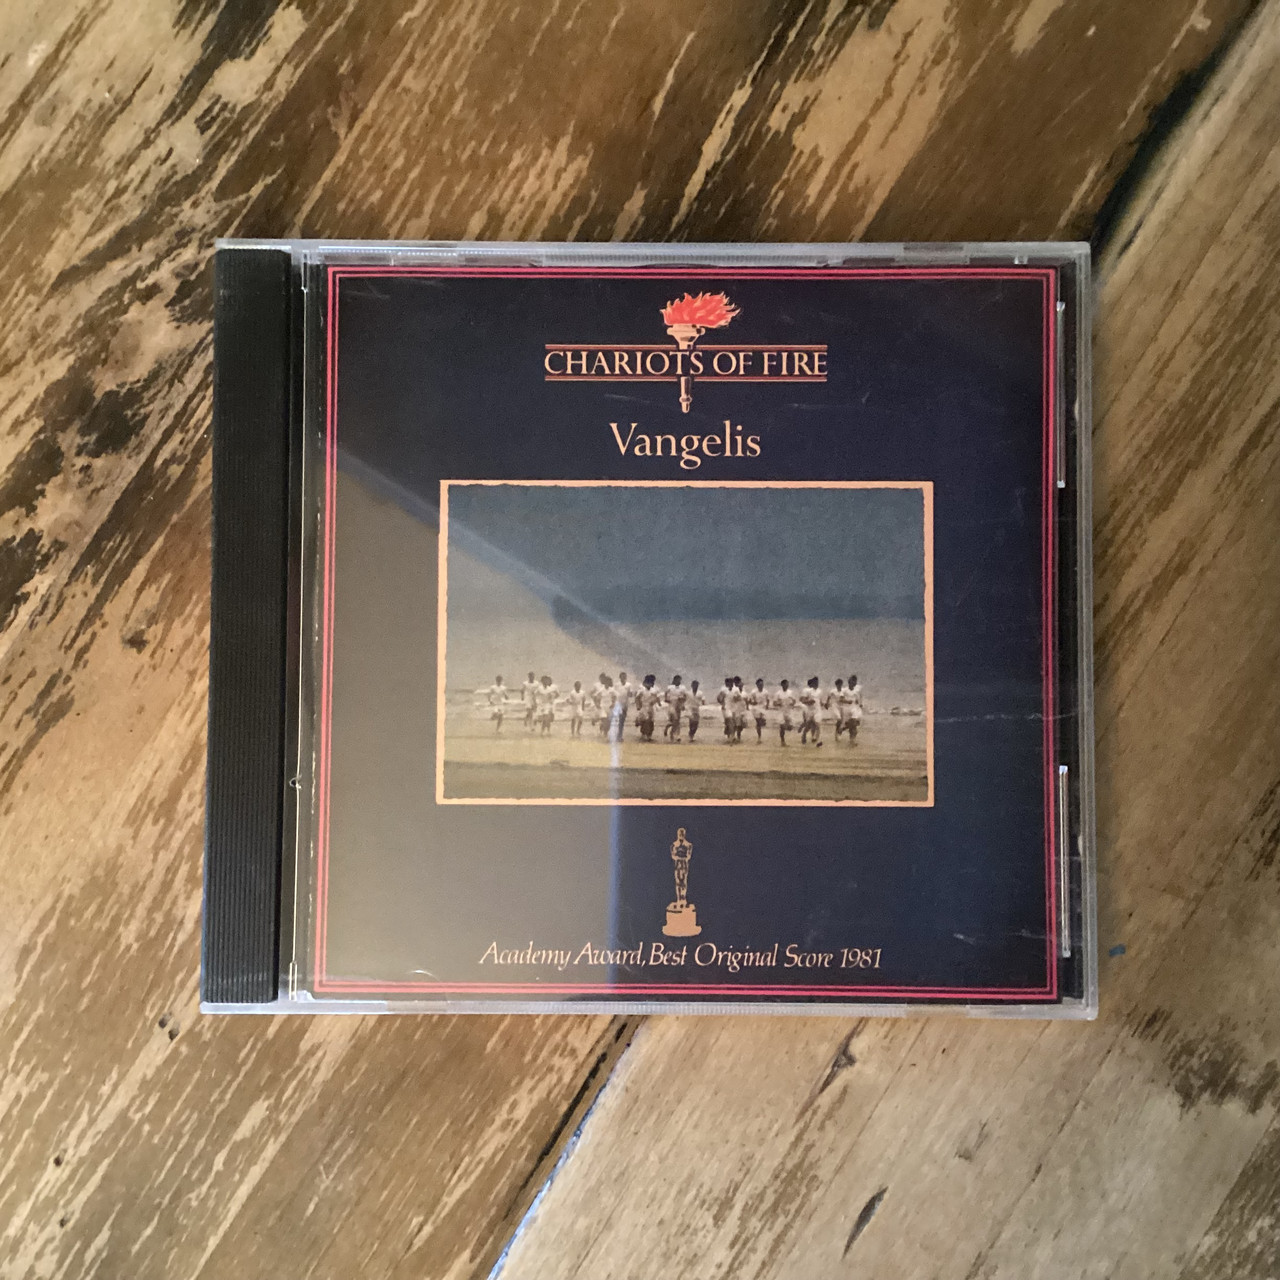 CHARIOTS OF FIRE
Vangelis
Academy Award, Best Original Score 1981